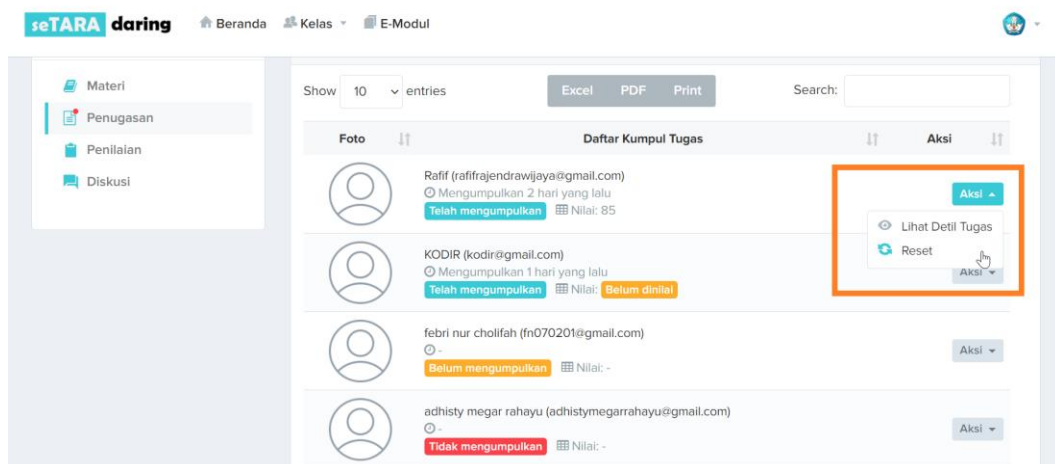 seTARA daring Beranda Kelas E-Modul
Materi
Penugasan
Penilaian
Diskusi
Show 10 entries Excel PDF Print Search:
Foto Daftar Kumpul Tugas Aksi
Rafif (rafifrajendrawijaya@gmail.com)
Mengumpulkan 2 hari yang lalu
Telah mengumpulkan Nilai: 85
Aksi
Lihat Detil Tugas
Reset
KODIR (kodir@gmail.com)
Mengumpulkan 1 hari yang lalu
Telah mengumpulkan Nilai: Belum dinilai
Aksi
febri nur cholifah (fn070201@gmail.com)
-
Belum mengumpulkan Nilai: -
Aksi
adhisty megar rahayu (adhistymegarrahayu@gmail.com)
-
Tidak mengumpulkan Nilai: -
Aksi